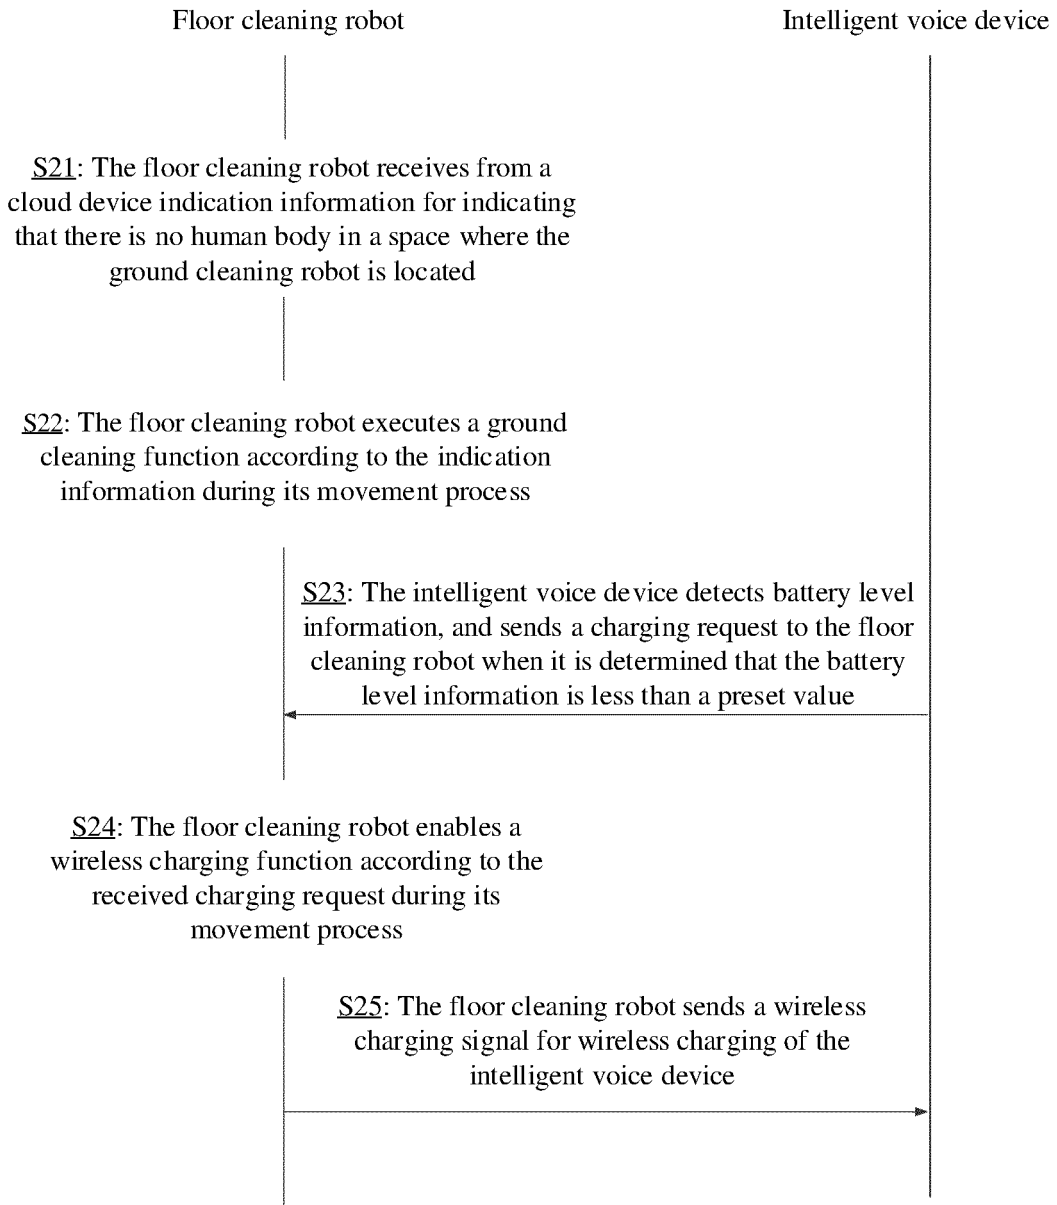 Floor cleaning robot
Intelligent voice device
S21: The floor cleaning robot receives from a
cloud device indication information for indicating
that there is no human body in a space where the
ground cleaning robot is located
S22: The floor cleaning robot executes a ground
cleaning function according to the indication
information during its movement process
S23: The intelligent voice device detects battery level
information, and sends a charging request to the floor
cleaning robot when it is determined that the battery
level information is less than a preset value
S24: The floor cleaning robot enables a
wireless charging function according to the
received charging request during its
movement process
S25: The floor cleaning robot sends a wireless
charging signal for wireless charging of the
intelligent voice device